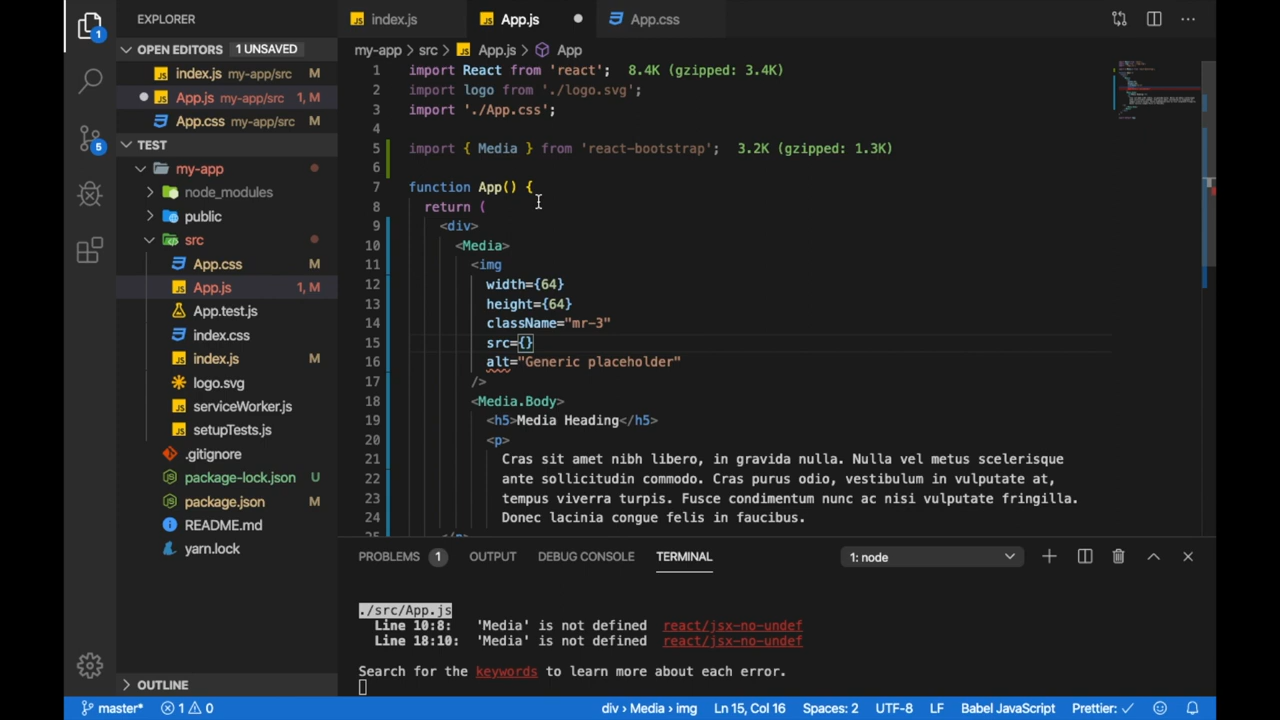 EXPLORER
index.js
App.js
App.css
OPEN EDITORS 1 UNSAVED
index.js my-app/src M
App.js my-app/src 1, M
App.css my-app/src M
TEST
my-app
node_modules
public
src
App.css M
App.js 1, M
App.test.js
index.css
index.js M
logo.svg
serviceWorker.js
setupTests.js
.gitignore
package-lock.json U
package.json M
README.md
yarn.lock
OUTLINE
1
5
my-app > src > App.js > App
1 import React from 'react'; 8.4K (gzipped: 3.4K)
2 import logo from './logo.svg';
3 import './App.css';
4
5 import { Media } from 'react-bootstrap'; 3.2K (gzipped: 1.3K)
6
7 function App() {
8 return (
9 <div>
10 <Media>
11 <img
12 width={64}
13 height={64}
14 className="mr-3"
15 src={}
16 alt="Generic placeholder"
17 />
18 <Media.Body>
19 <h5>Media Heading</h5>
20 <p>
21 Cras sit amet nibh libero, in gravida nulla. Nulla vel metus scelerisque
22 ante sollicitudin commodo. Cras purus odio, vestibulum in vulputate at,
23 tempus viverra turpis. Fusce condimentum nunc ac nisi vulputate fringilla.
24 Donec lacinia congue felis in faucibus.
25 </p>
PROBLEMS 1 OUTPUT DEBUG CONSOLE TERMINAL 1: node
./src/App.js
Line 10:8: 'Media' is not defined react/jsx-no-undef
Line 18:10: 'Media' is not defined react/jsx-no-undef
Search for the keywords to learn more about each error.
master* 1 0 div > Media > img Ln 15, Col 16 Spaces: 2 UTF-8 LF Babel JavaScript Prettier: ✓